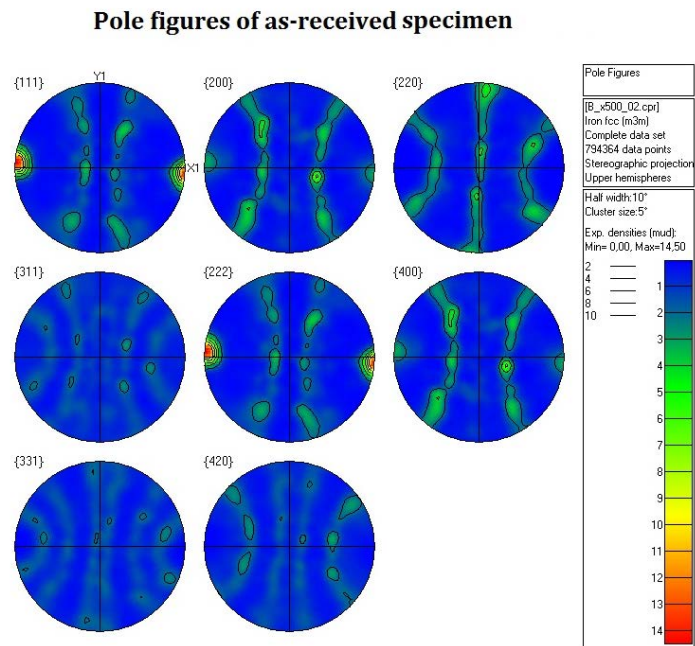 Pole figures of as-received specimen
{111}
Y1
X1
{200}
{220}
{311}
{222}
{400}
{331}
{420}
Pole Figures
[B_x500_02.cpr]
Iron fcc (m3m)
Complete data set
794364 data points
Stereographic projection
Upper hemispheres
Half width:10°
Cluster size:5°
Exp. densities (mud):
Min= 0,00, Max=14,50
2
4
6
8
10
1
2
3
4
5
6
7
8
9
10
11
12
13
14